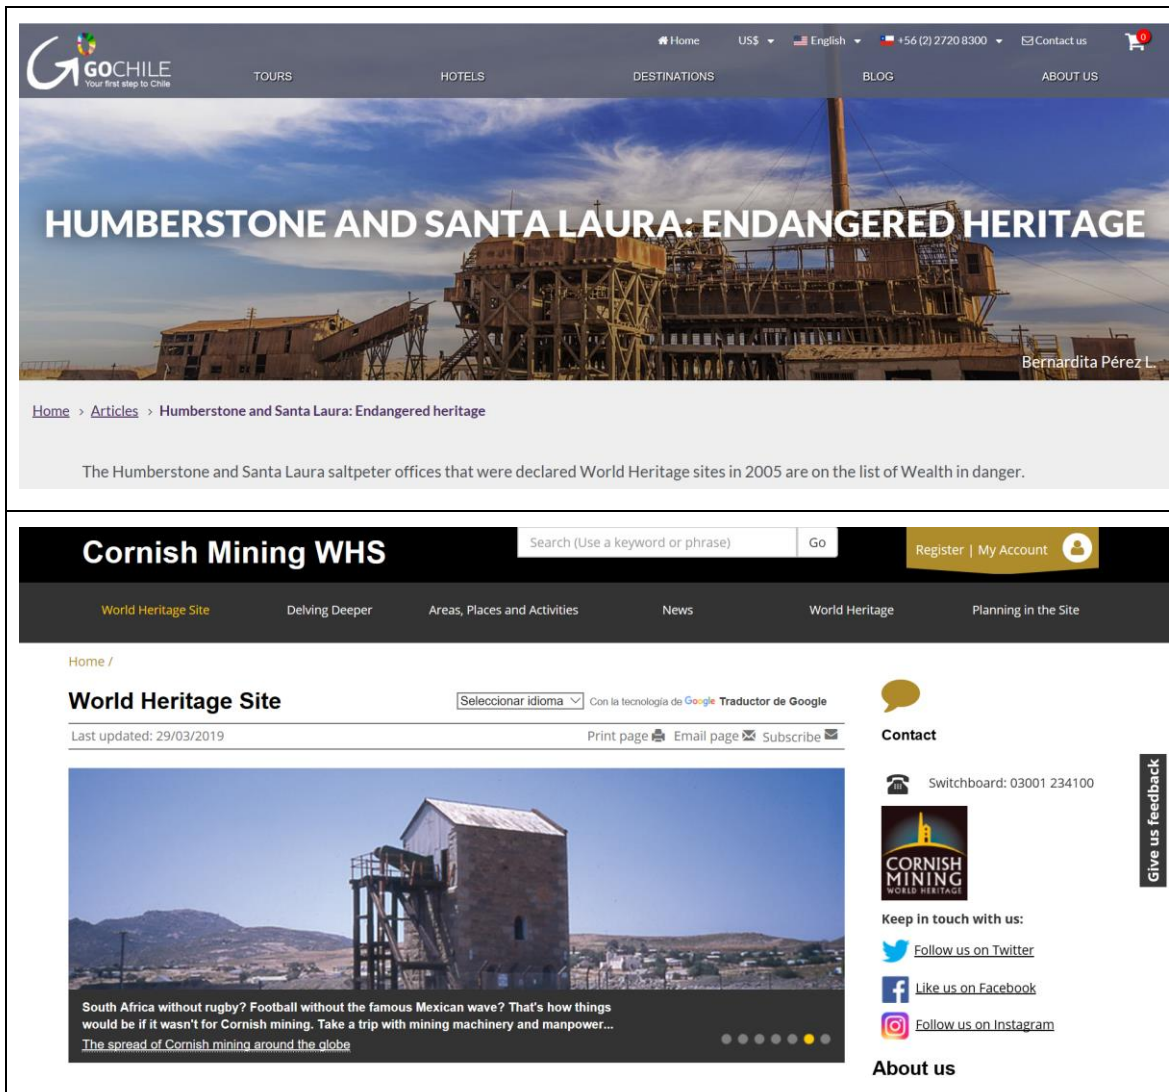 Home US$ English +56 (2) 2720 8300 Contact us 0
GOCHILE
Your first step to Chile
TOURS HOTELS DESTINATIONS BLOG ABOUT US
HUMBERSTONE AND SANTA LAURA: ENDANGERED HERITAGE
Bernardita Pérez L.
Home > Articles > Humberstone and Santa Laura: Endangered heritage
The Humberstone and Santa Laura saltpeter offices that were declared World Heritage sites in 2005 are on the list of Wealth in danger.
Cornish Mining WHS
Search (Use a keyword or phrase) Go
Register | My Account
World Heritage Site Delving Deeper Areas, Places and Activities News World Heritage Planning in the Site
Home /
World Heritage Site
Seleccionar idioma Con la tecnología de Google Traductor de Google
Last updated: 29/03/2019
Print page Email page Subscribe
South Africa without rugby? Football without the famous Mexican wave? That's how things
would be if it wasn't for Cornish mining. Take a trip with mining machinery and manpower...
The spread of Cornish mining around the globe
Contact
Switchboard: 03001 234100
CORNISH
MINING
WORLD HERITAGE
Keep in touch with us:
Follow us on Twitter
Like us on Facebook
Follow us on Instagram
About us
Give us feedback